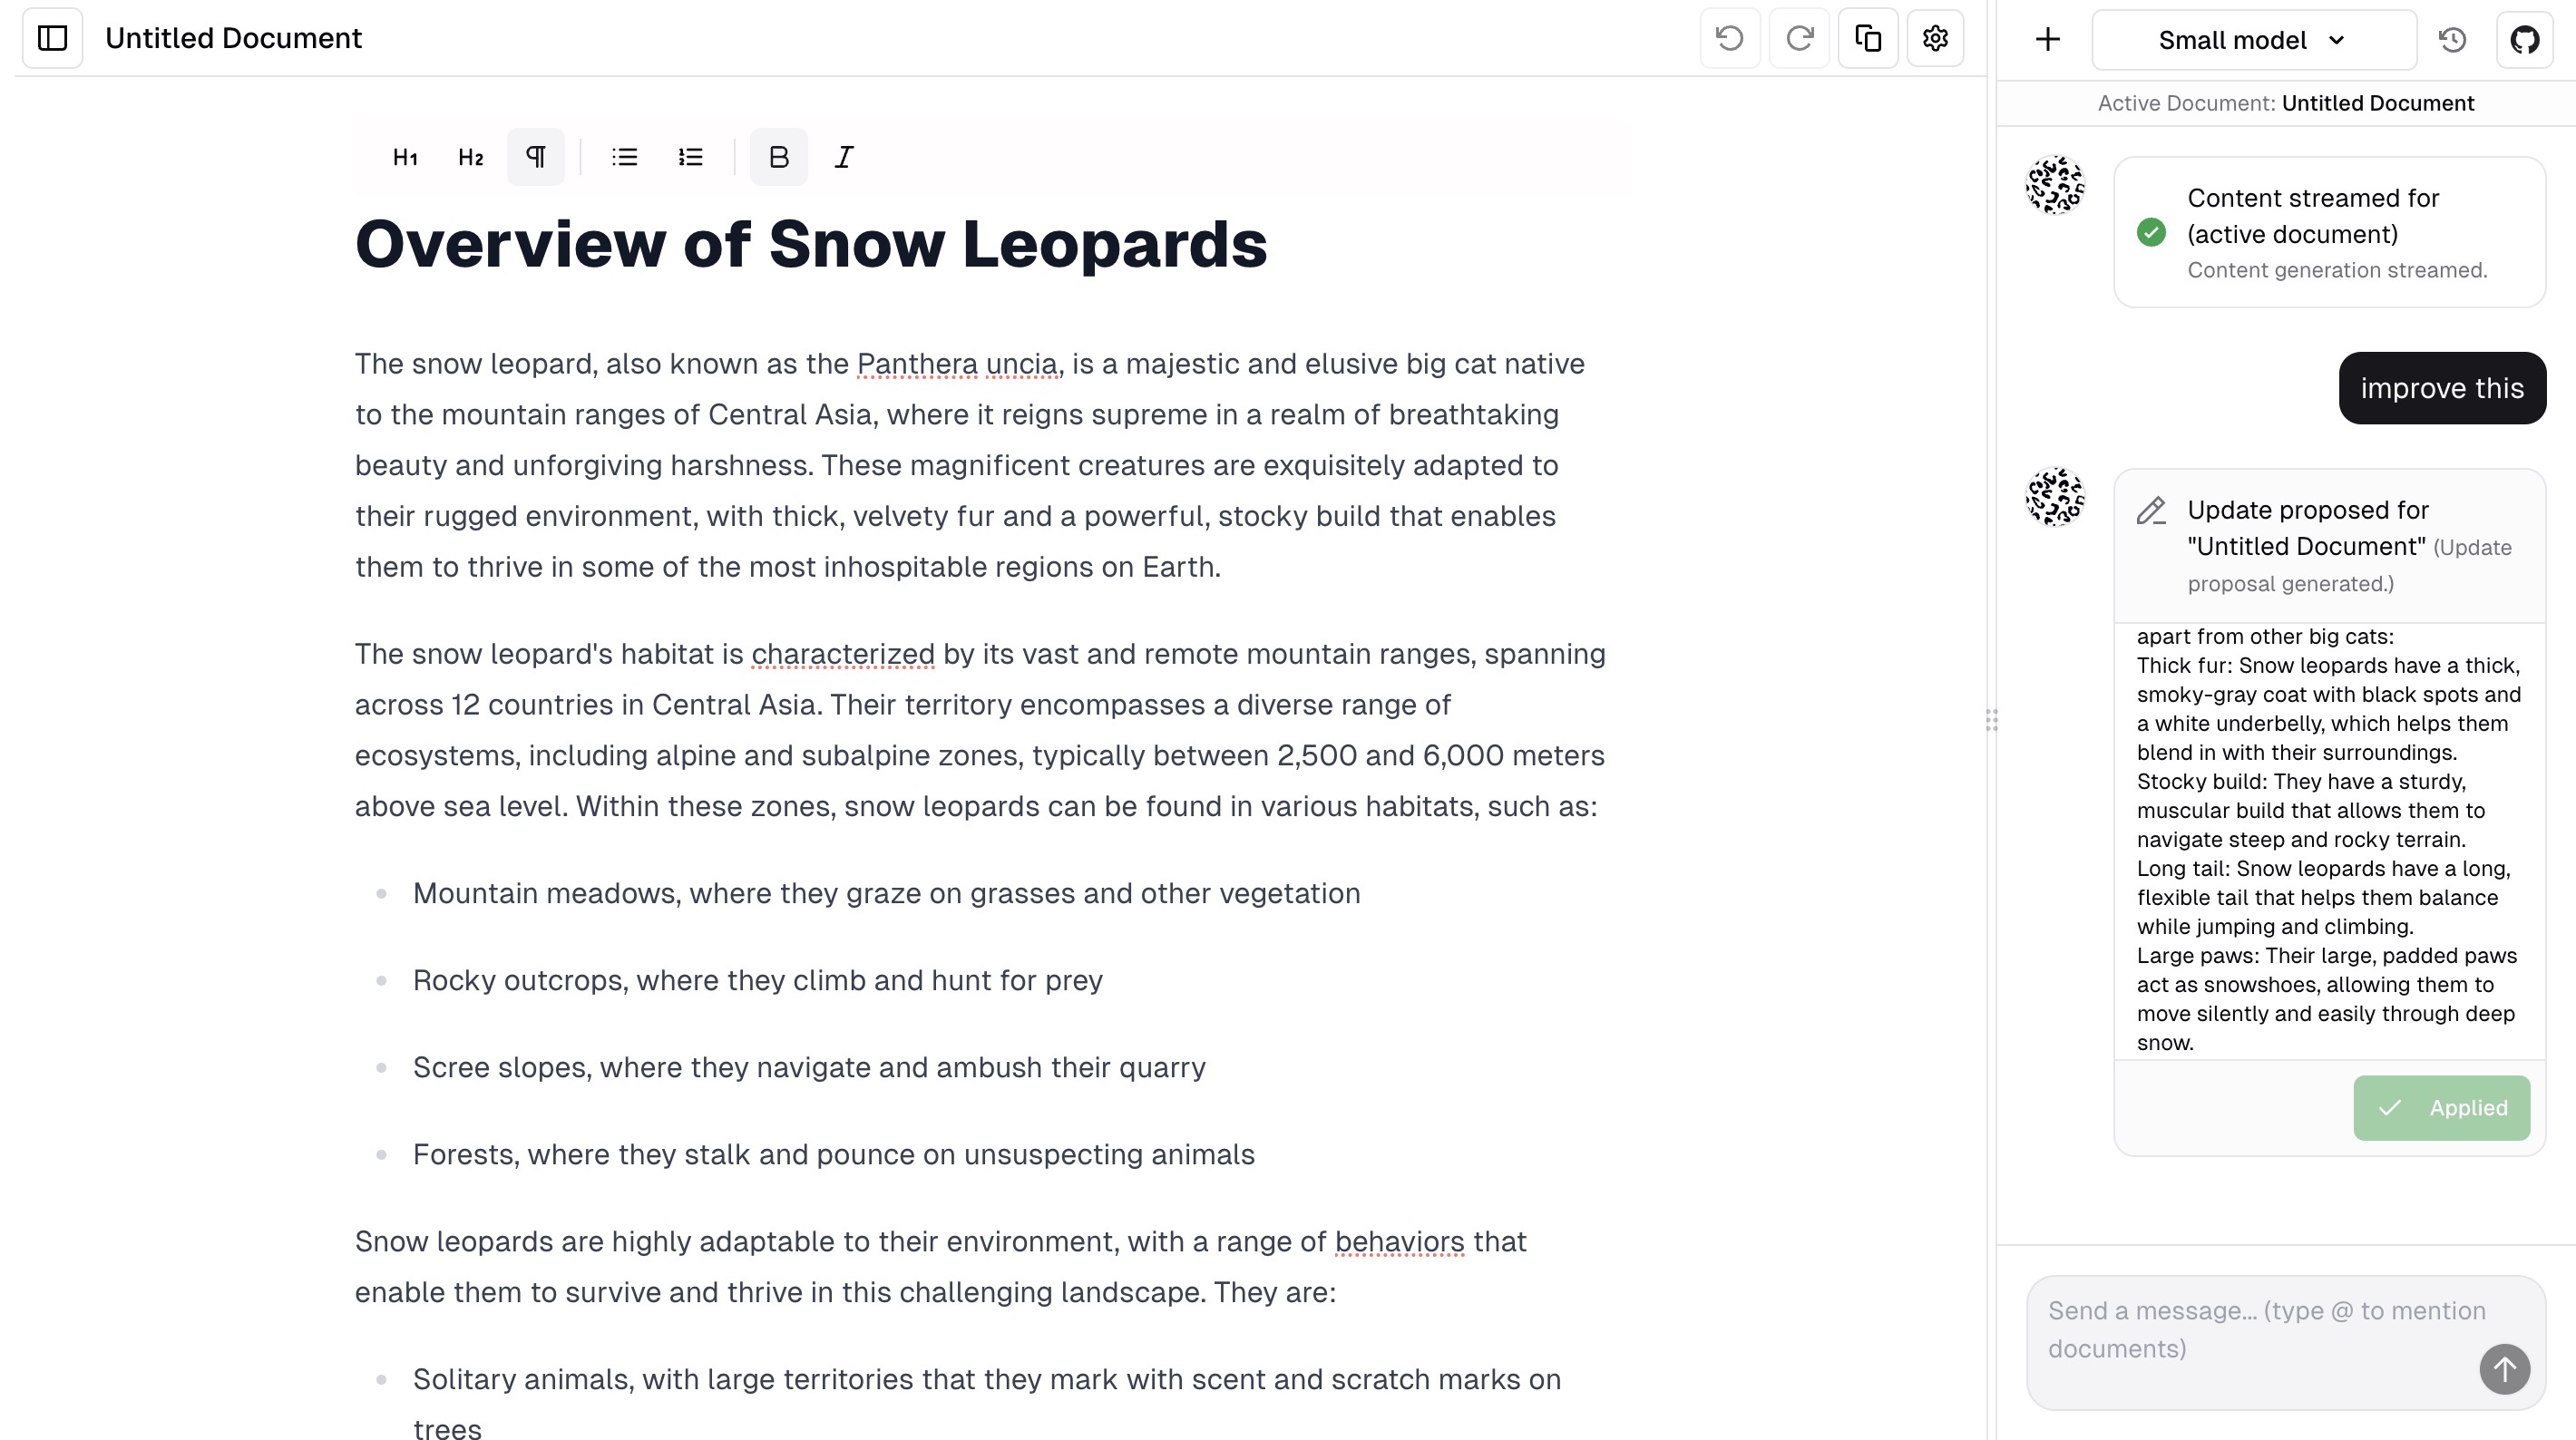 Untitled Document
H1 H2 B I
Overview of Snow Leopards
The snow leopard, also known as the Panthera uncia, is a majestic and elusive big cat native
to the mountain ranges of Central Asia, where it reigns supreme in a realm of breathtaking
beauty and unforgiving harshness. These magnificent creatures are exquisitely adapted to
their rugged environment, with thick, velvety fur and a powerful, stocky build that enables
them to thrive in some of the most inhospitable regions on Earth.
The snow leopard's habitat is characterized by its vast and remote mountain ranges, spanning
across 12 countries in Central Asia. Their territory encompasses a diverse range of
ecosystems, including alpine and subalpine zones, typically between 2,500 and 6,000 meters
above sea level. Within these zones, snow leopards can be found in various habitats, such as:
Mountain meadows, where they graze on grasses and other vegetation
Rocky outcrops, where they climb and hunt for prey
Scree slopes, where they navigate and ambush their quarry
Forests, where they stalk and pounce on unsuspecting animals
Snow leopards are highly adaptable to their environment, with a range of behaviors that
enable them to survive and thrive in this challenging landscape. They are:
Solitary animals, with large territories that they mark with scent and scratch marks on
trees
Small model
Active Document: Untitled Document
Content streamed for
(active document)
Content generation streamed.
improve this
Update proposed for
"Untitled Document" (Update
proposal generated.)
apart from other big cats:
Thick fur: Snow leopards have a thick,
smoky-gray coat with black spots and
a white underbelly, which helps them
blend in with their surroundings.
Stocky build: They have a sturdy,
muscular build that allows them to
navigate steep and rocky terrain.
Long tail: Snow leopards have a long,
flexible tail that helps them balance
while jumping and climbing.
Large paws: Their large, padded paws
act as snowshoes, allowing them to
move silently and easily through deep
snow.
Applied
Send a message... (type @ to mention
documents)